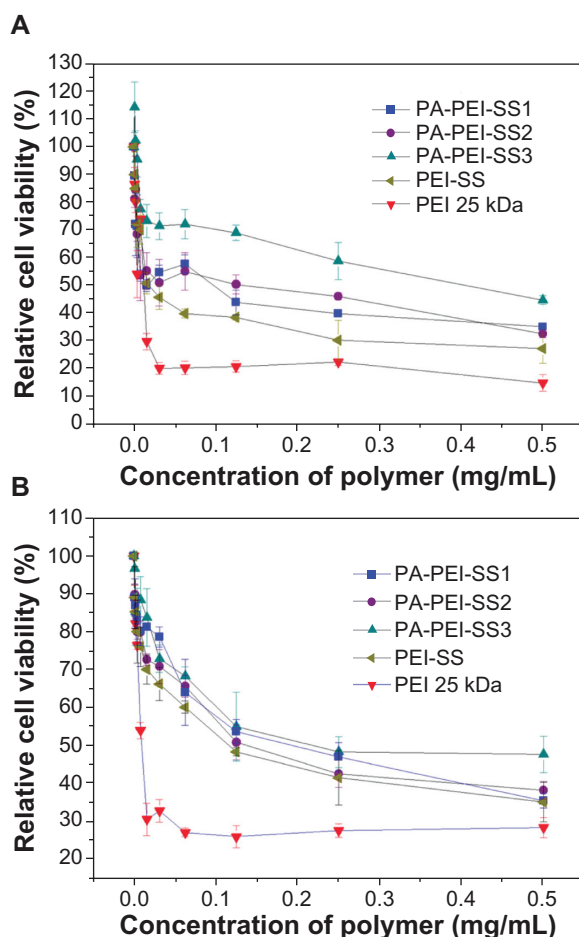 A
Relative cell viability (%)
130
120
110
100
90
80
70
60
50
40
30
20
10
0
PA-PEI-SS1
PA-PEI-SS2
PA-PEI-SS3
PEI-SS
PEI 25 kDa
0.0 0.1 0.2 0.3 0.4 0.5
Concentration of polymer (mg/mL)
B
Relative cell viability (%)
110
100
90
80
70
60
50
40
30
20
PA-PEI-SS1
PA-PEI-SS2
PA-PEI-SS3
PEI-SS
PEI 25 kDa
0.0 0.1 0.2 0.3 0.4 0.5
Concentration of polymer (mg/mL)